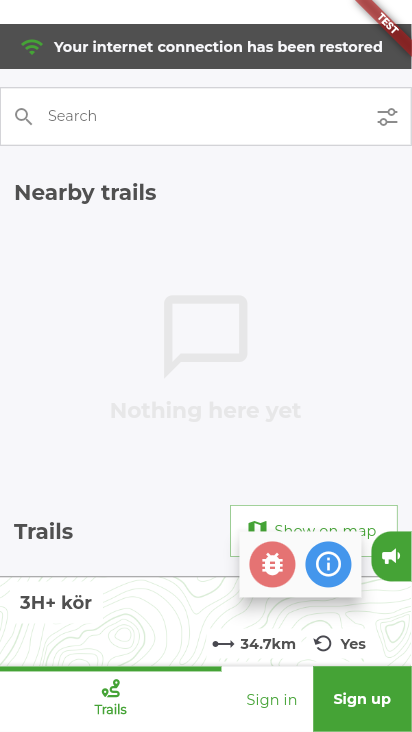 TEST
Your internet connection has been restored
Search
Nearby trails
Nothing here yet
Trails
Show on map
3H+ kör
34.7km Yes
Trails
Sign in
Sign up